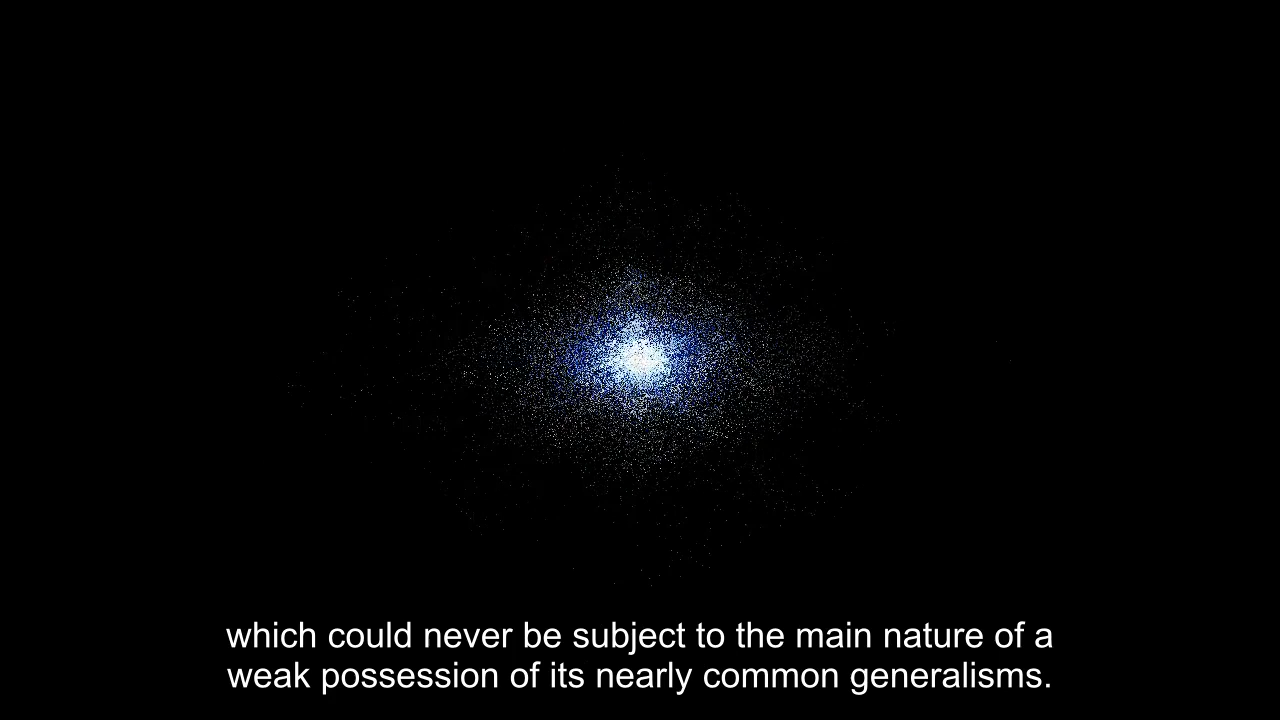 which could never be subject to the main nature of a
weak possession of its nearly common generalisms.